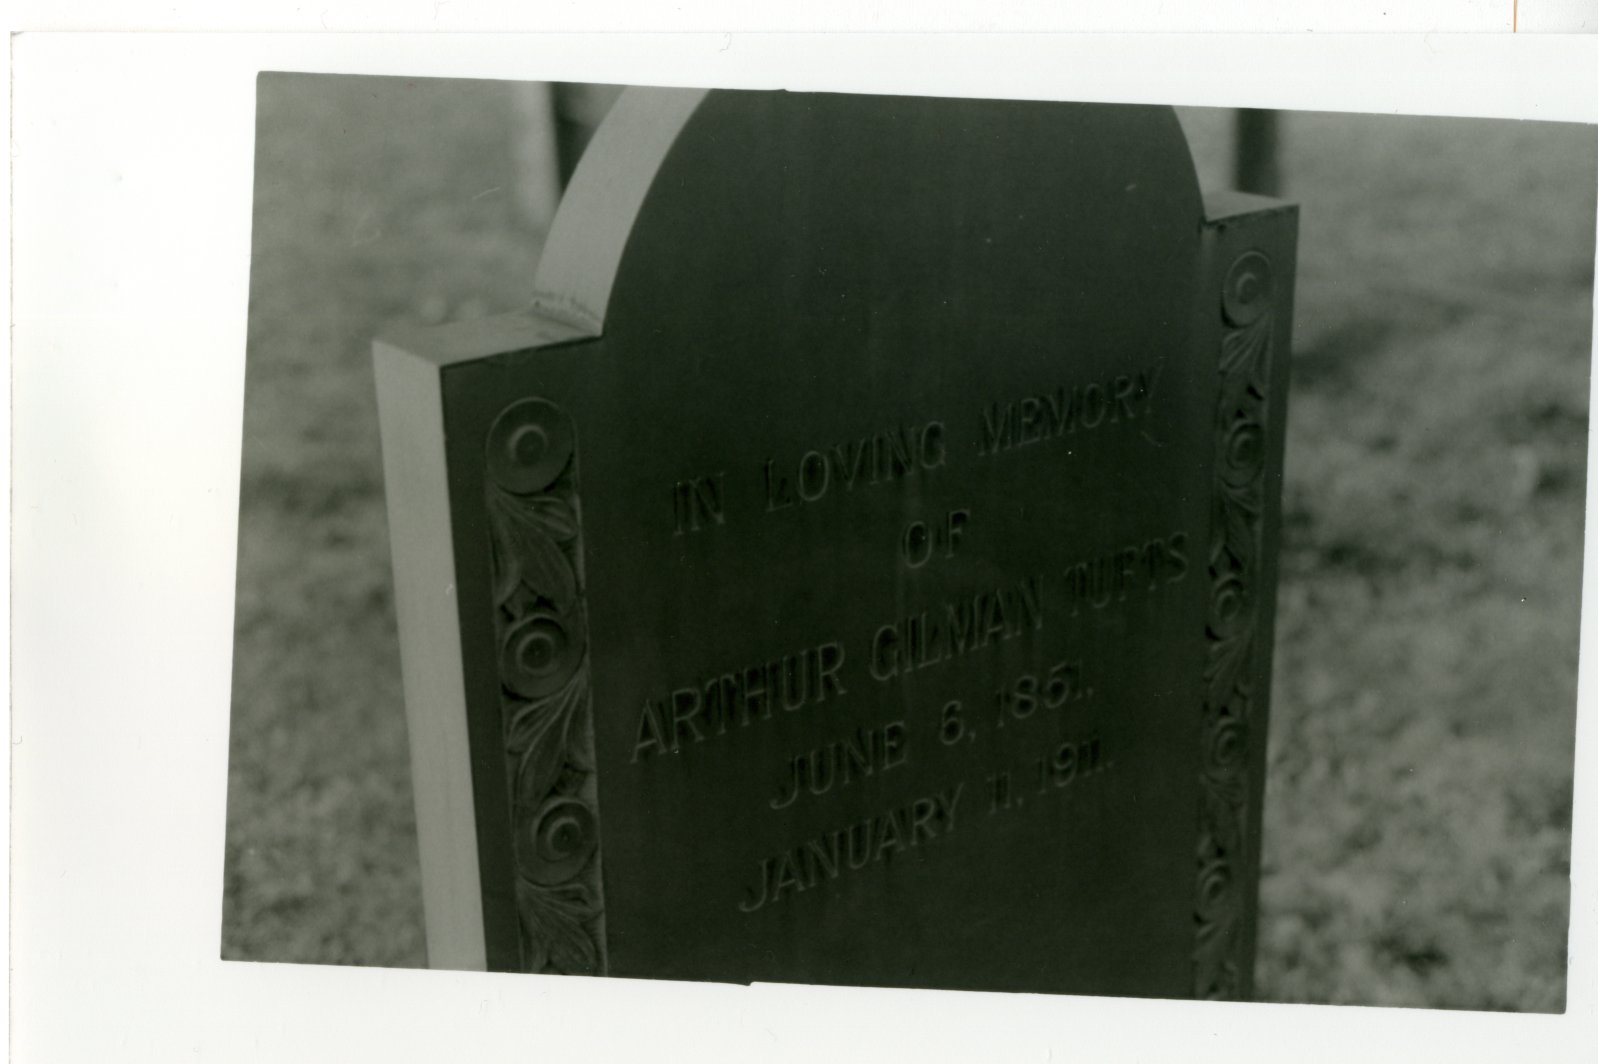 IN LOVING MEMORY
OF
ARTHUR GILMAN TUFTS
JUNE 6, 1851.
JANUARY 11, 1911.